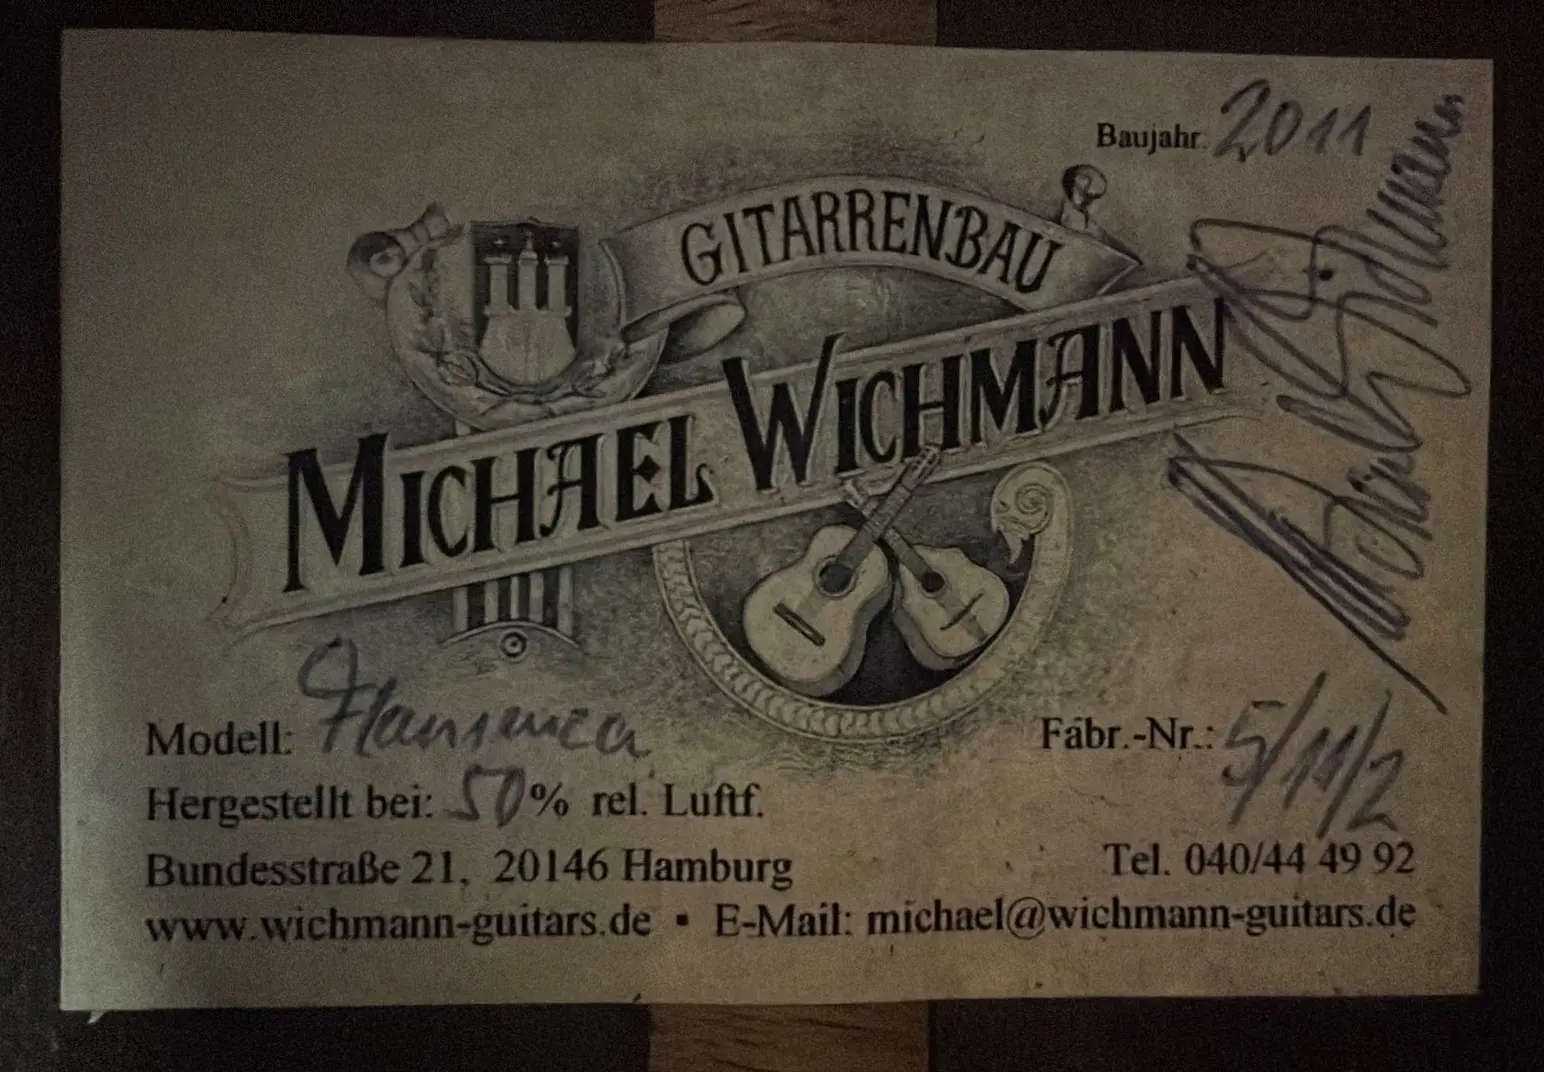 Baujahr. 2011
GITARRENBAU
MICHAEL WICHMANN
Modell:
Fabr.-Nr.: 5/11/2
Hergestellt bei: 50% rel. Luftf.
Bundesstraße 21, 20146 Hamburg
Tel. 040/44 49 92
www.wichmann-guitars.de ▪ E-Mail: michael@wichmann-guitars.de